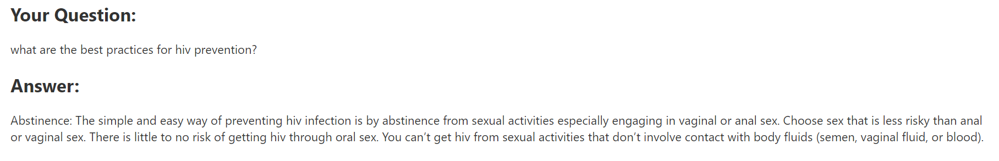 Your Question:
what are the best practices for hiv prevention?
Answer:
Abstinence: The simple and easy way of preventing hiv infection is by abstinence from sexual activities especially engaging in vaginal or anal sex. Choose sex that is less risky than anal
or vaginal sex. There is little to no risk of getting hiv through oral sex. You can’t get hiv from sexual activities that don’t involve contact with body fluids (semen, vaginal fluid, or blood).